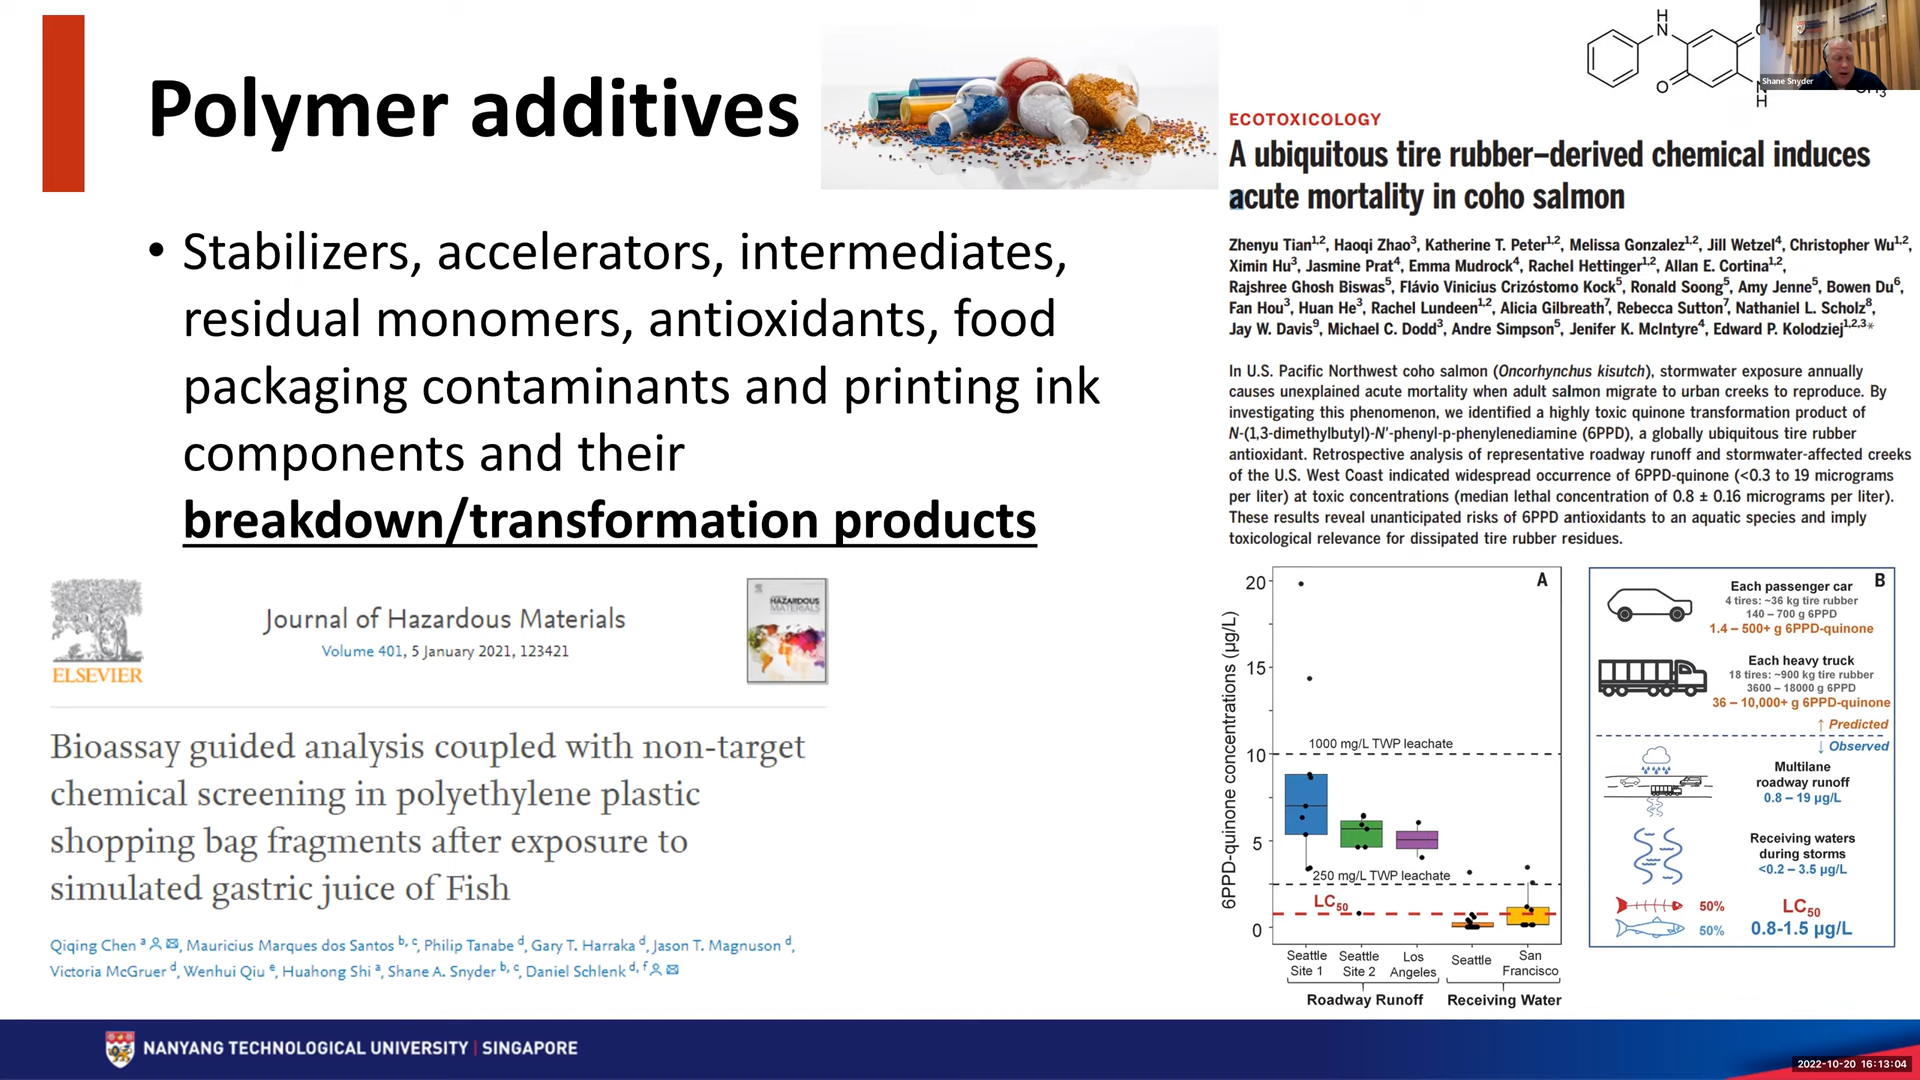 Polymer additives
• Stabilizers, accelerators, intermediates,
residual monomers, antioxidants, food
packaging contaminants and printing ink
components and their
breakdown/transformation products
ELSEVIER
Journal of Hazardous Materials
Volume 401, 5 January 2021, 123421
HAZARDOUS
MATERIALS
Bioassay guided analysis coupled with non-target
chemical screening in polyethylene plastic
shopping bag fragments after exposure to
simulated gastric juice of Fish
Qiqing Chen a, Mauricius Marques dos Santos b, c, Philip Tanabe d, Gary T. Harraka d, Jason T. Magnuson d,
Victoria McGruer d, Wenhui Qiu e, Huahong Shi a, Shane A. Snyder b, c, Daniel Schlenk d, f
H
N
O
O
N
H
Shane Snyder
ECOTOXICOLOGY
A ubiquitous tire rubber–derived chemical induces
acute mortality in coho salmon
Zhenyu Tian1,2, Haoqi Zhao3, Katherine T. Peter1,2, Melissa Gonzalez1,2, Jill Wetzel4, Christopher Wu1,2,
Ximin Hu3, Jasmine Prat4, Emma Mudrock4, Rachel Hettinger1,2, Allan E. Cortina1,2,
Rajshree Ghosh Biswas5, Flávio Vinicius Crizóstomo Kock5, Ronald Soong5, Amy Jenne5, Bowen Du6,
Fan Hou3, Huan He3, Rachel Lundeen1,2, Alicia Gilbreath7, Rebecca Sutton7, Nathaniel L. Scholz8,
Jay W. Davis9, Michael C. Dodd3, Andre Simpson5, Jenifer K. McIntyre4, Edward P. Kolodziej1,2,3*
In U.S. Pacific Northwest coho salmon (Oncorhynchus kisutch), stormwater exposure annually
causes unexplained acute mortality when adult salmon migrate to urban creeks to reproduce. By
investigating this phenomenon, we identified a highly toxic quinone transformation product of
N-(1,3-dimethylbutyl)-N′-phenyl-p-phenylenediamine (6PPD), a globally ubiquitous tire rubber
antioxidant. Retrospective analysis of representative roadway runoff and stormwater-affected creeks
of the U.S. West Coast indicated widespread occurrence of 6PPD-quinone (<0.3 to 19 micrograms
per liter) at toxic concentrations (median lethal concentration of 0.8 ± 0.16 micrograms per liter).
These results reveal unanticipated risks of 6PPD antioxidants to an aquatic species and imply
toxicological relevance for dissipated tire rubber residues.
A
6PPD-quinone concentrations (µg/L)
20
15
10
5
0
1000 mg/L TWP leachate
250 mg/L TWP leachate
LC50
Seattle
Site 1
Seattle
Site 2
Los
Angeles
Seattle
San
Francisco
Roadway Runoff
Receiving Water
B
Each passenger car
4 tires: ~36 kg tire rubber
140 – 700 g 6PPD
1.4 – 500+ g 6PPD-quinone
Each heavy truck
18 tires: ~900 kg tire rubber
3600 – 18000 g 6PPD
36 – 10,000+ g 6PPD-quinone
↑ Predicted
↓ Observed
Multilane
roadway runoff
0.8 – 19 µg/L
Receiving waters
during storms
<0.2 – 3.5 µg/L
50%
50%
LC50
0.8-1.5 µg/L
NANYANG TECHNOLOGICAL UNIVERSITY | SINGAPORE
2022-10-20 16:13:04